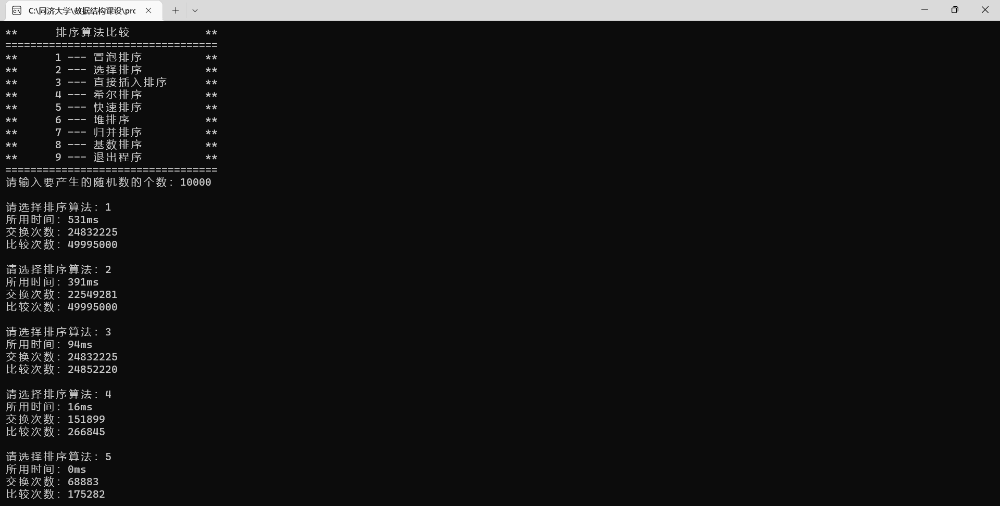 C:\同济大学\数据结构课设\prc
** 排序算法比较 **
==================================
** 1 --- 冒泡排序 **
** 2 --- 选择排序 **
** 3 --- 直接插入排序 **
** 4 --- 希尔排序 **
** 5 --- 快速排序 **
** 6 --- 堆排序 **
** 7 --- 归并排序 **
** 8 --- 基数排序 **
** 9 --- 退出程序 **
==================================
请输入要产生的随机数的个数: 10000
请选择排序算法: 1
所用时间: 531ms
交换次数: 24832225
比较次数: 49995000
请选择排序算法: 2
所用时间: 391ms
交换次数: 22549281
比较次数: 49995000
请选择排序算法: 3
所用时间: 94ms
交换次数: 24832225
比较次数: 24852220
请选择排序算法: 4
所用时间: 16ms
交换次数: 151899
比较次数: 266845
请选择排序算法: 5
所用时间: 0ms
交换次数: 68883
比较次数: 175282